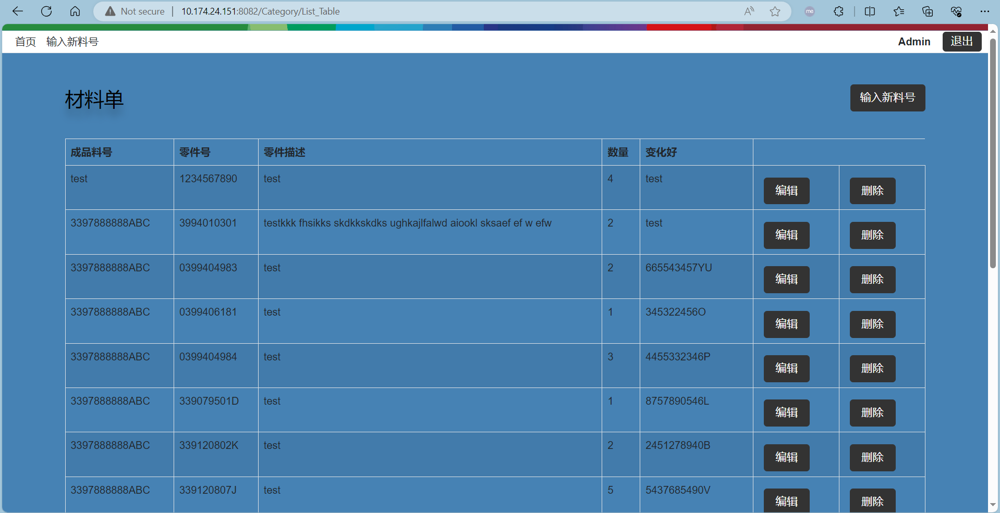 Not secure 10.174.24.151:8082/Category/List_Table
me
首页 输入新料号 Admin 退出
材料单 输入新料号
成品料号 零件号 零件描述 数量 变化好
test 1234567890 test 4 test 编辑 删除
3397888888ABC 3994010301 testkkk fhsikks skdkkskdks ughkajlfalwd aiookl sksaef ef w efw 2 test 编辑 删除
3397888888ABC 0399404983 test 2 665543457YU 编辑 删除
3397888888ABC 0399406181 test 1 345322456O 编辑 删除
3397888888ABC 0399404984 test 3 4455332346P 编辑 删除
3397888888ABC 339079501D test 1 8757890546L 编辑 删除
3397888888ABC 339120802K test 2 2451278940B 编辑 删除
3397888888ABC 339120807J test 5 5437685490V 编辑 删除